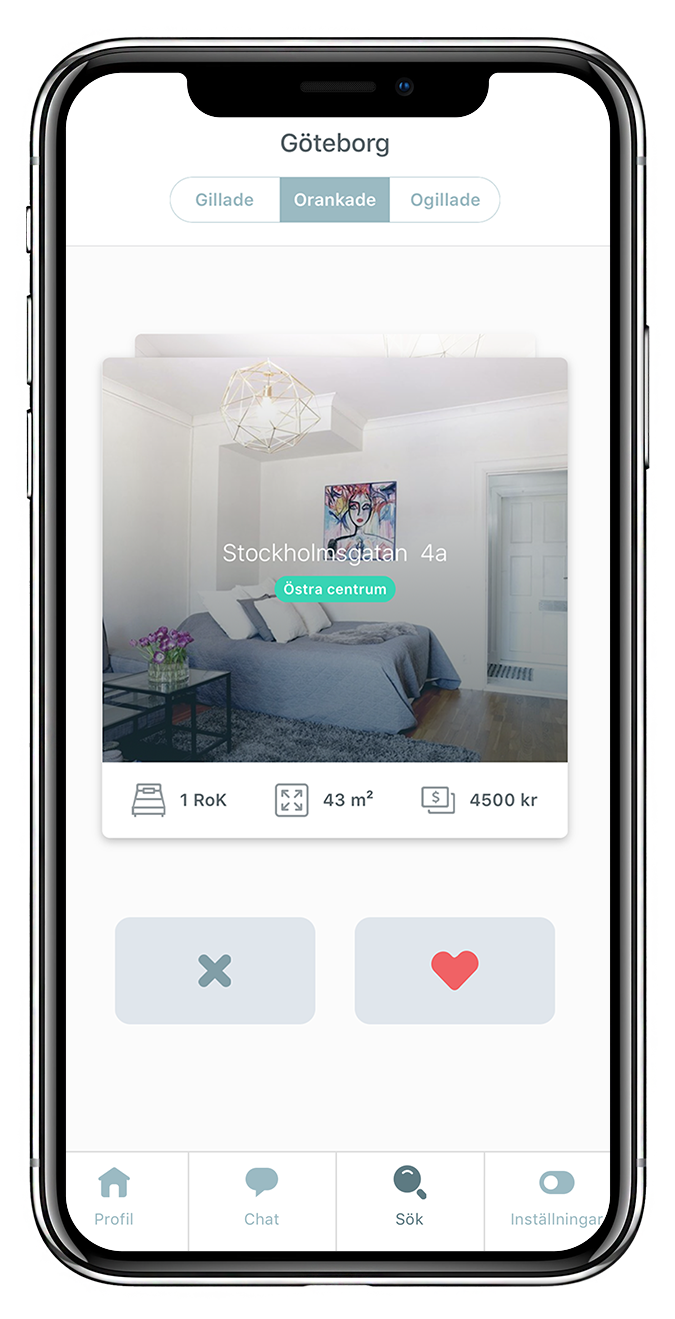 Göteborg
Gillade Orankade Ogillade
Stockholmsgatan 4a
Östra centrum
1 RoK 43 m² $ 4500 kr
Profil Chat Sök Inställningar